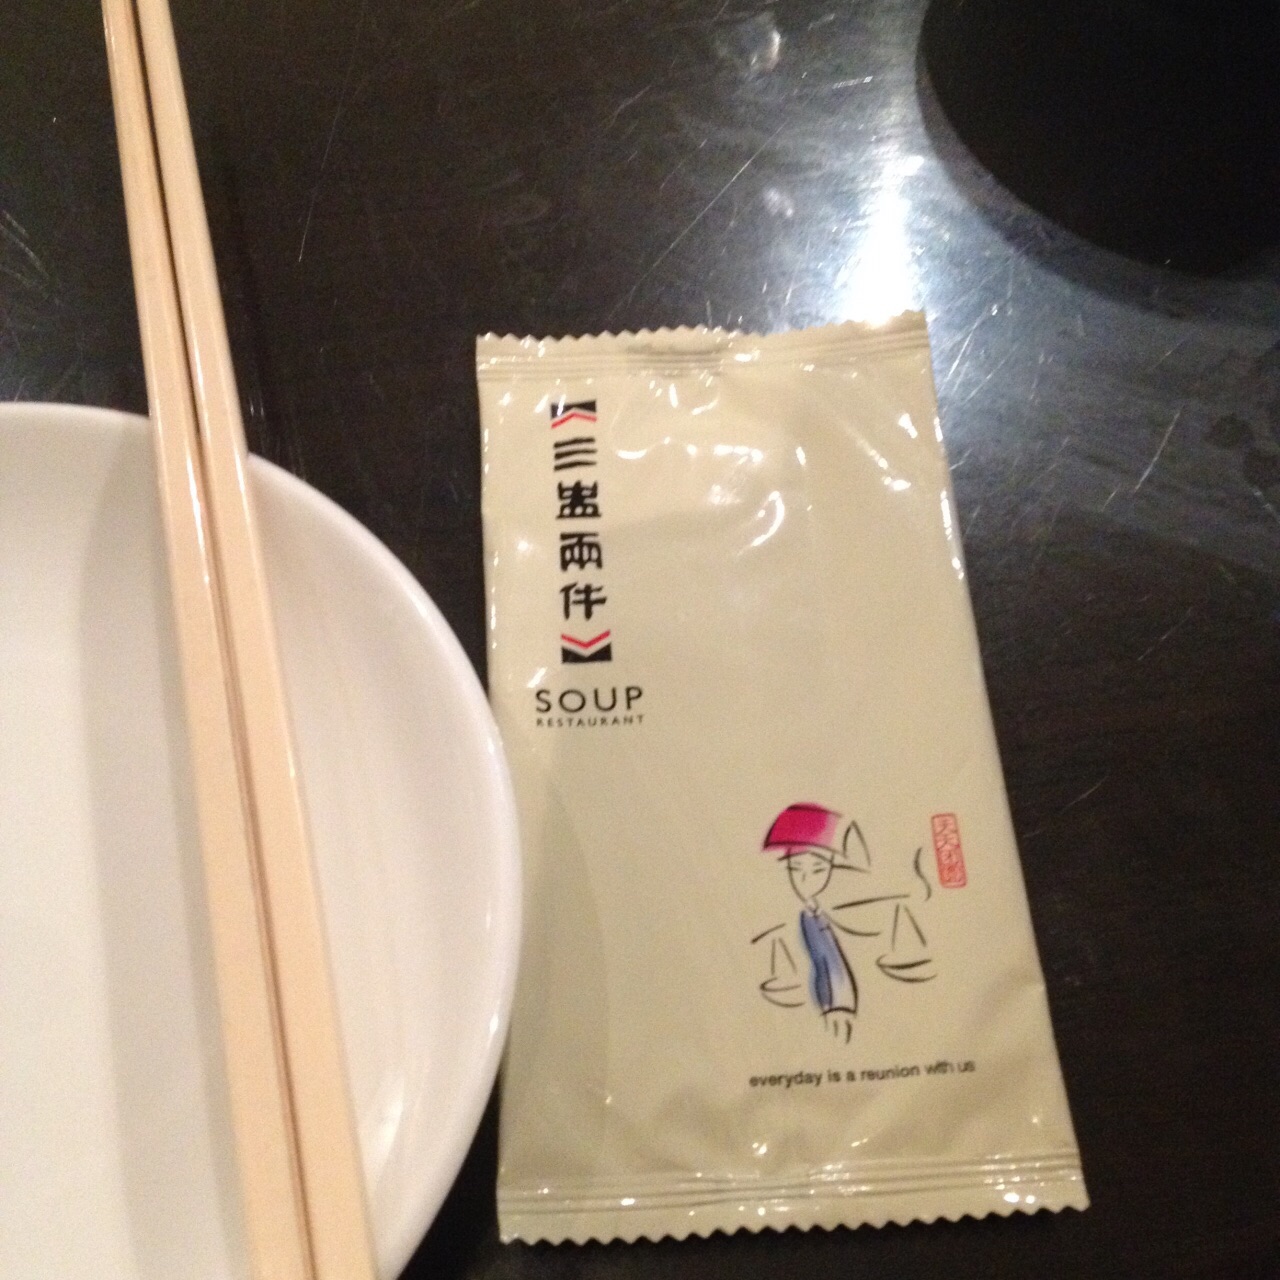 三盅兩件
SOUP
RESTAURANT
everyday is a reunion with us